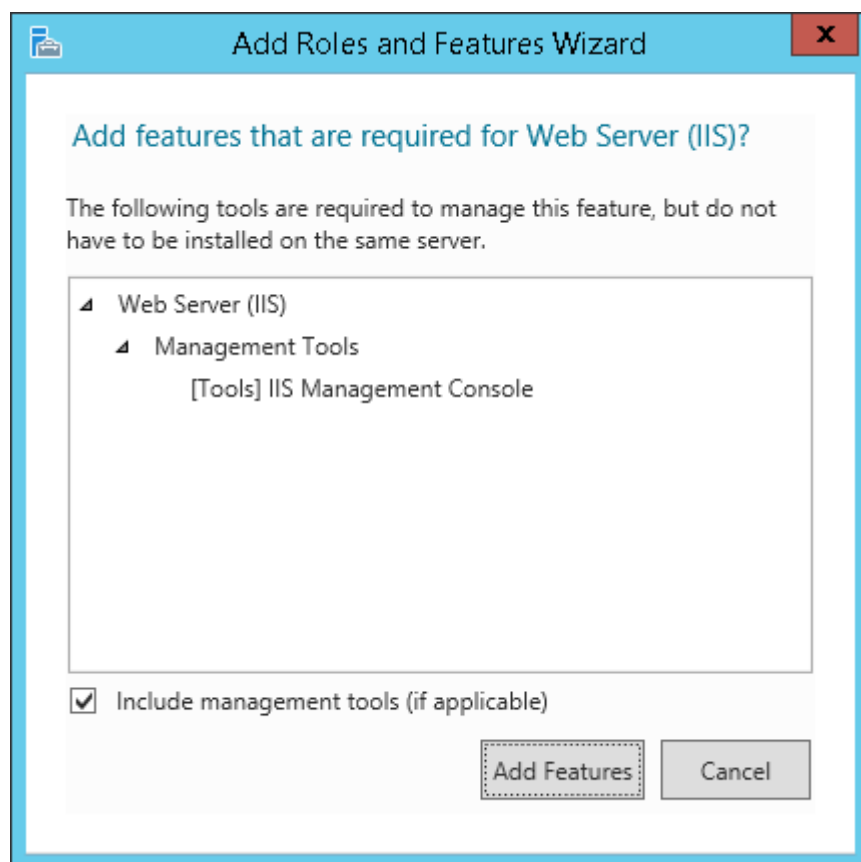 Add Roles and Features Wizard
x
Add features that are required for Web Server (IIS)?
The following tools are required to manage this feature, but do not
have to be installed on the same server.
Web Server (IIS)
Management Tools
[Tools] IIS Management Console
Include management tools (if applicable)
Add Features
Cancel